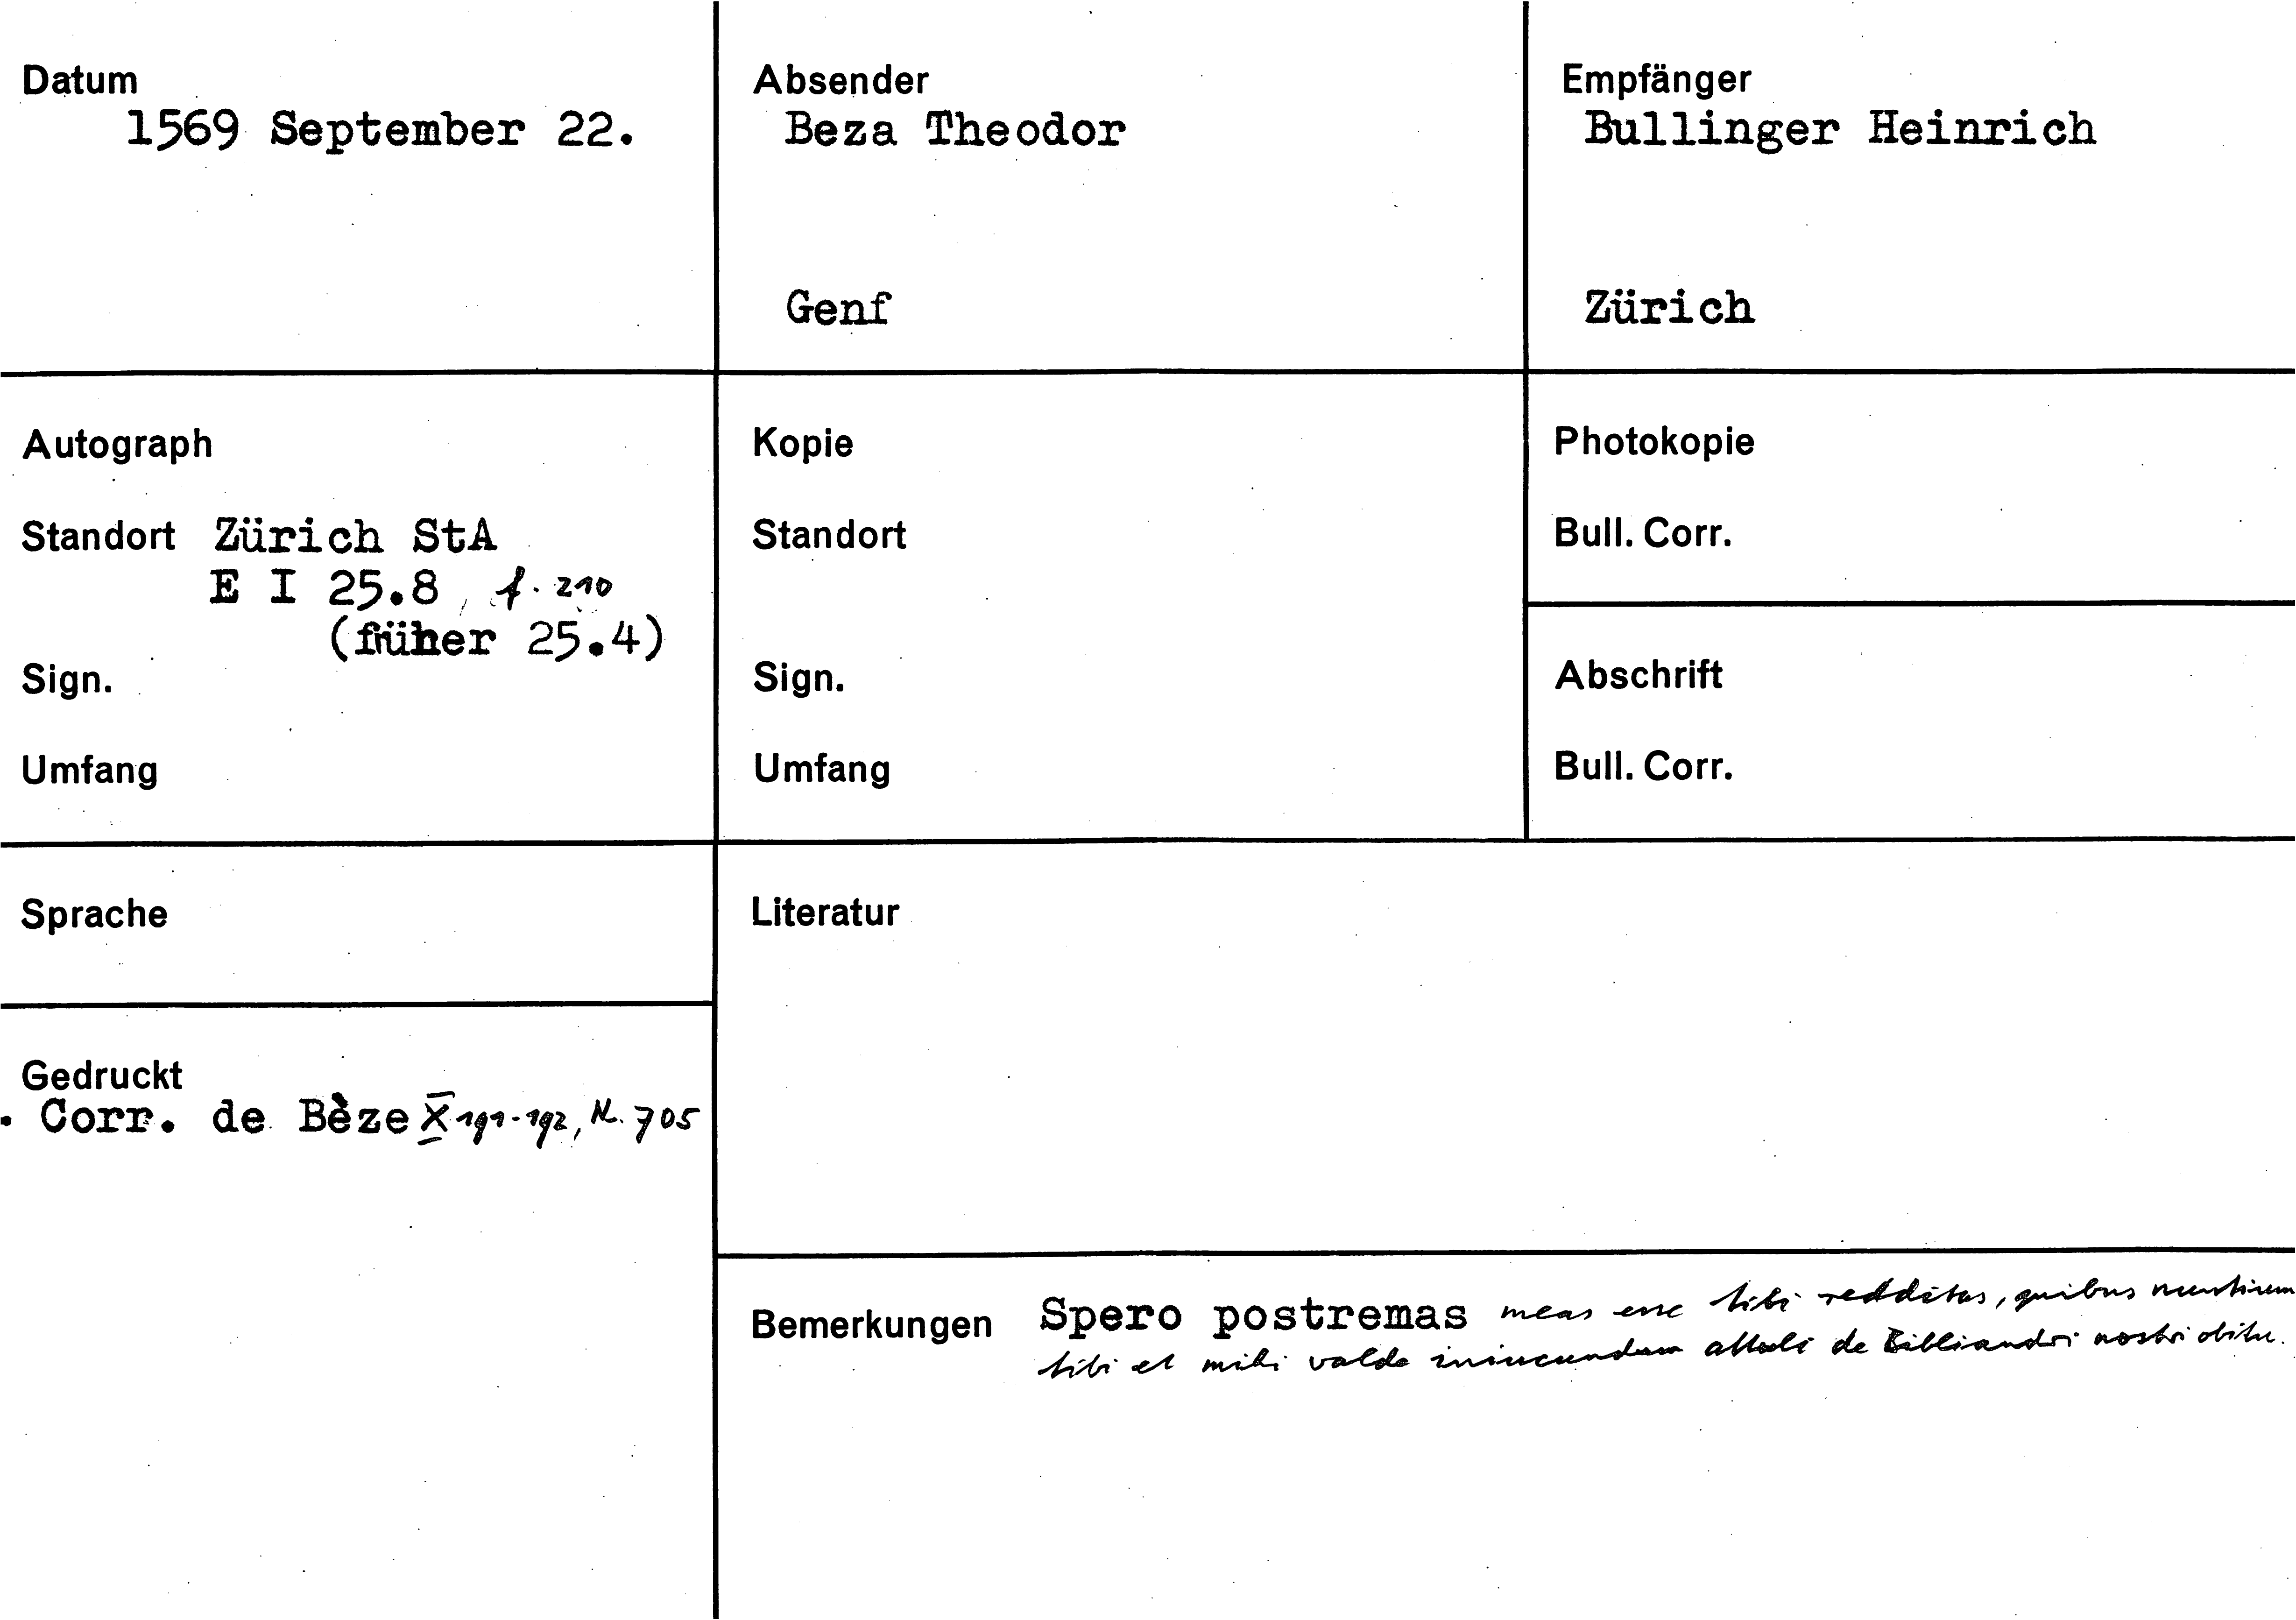 Datum
1569 September 22.
Absender
Beza Theodor
Genf
Empfänger
Bullinger Heinrich
Zürich
Autograph
Standort Zürich StA
E I 25.8, f. 210
(früher 25.4)
Sign.
Umfang
Kopie
Standort
Sign.
Umfang
Photokopie
Bull. Corr.
Abschrift
Bull. Corr.
Sprache
Gedruckt
. Corr. de Bèze X 191-192, N. 705
Literatur
Bemerkungen Spero postremas meas esse tibi redditas, quibus nuntium
tibi et mihi valde iniucundum attuli de Bibliandri nostri obitu.